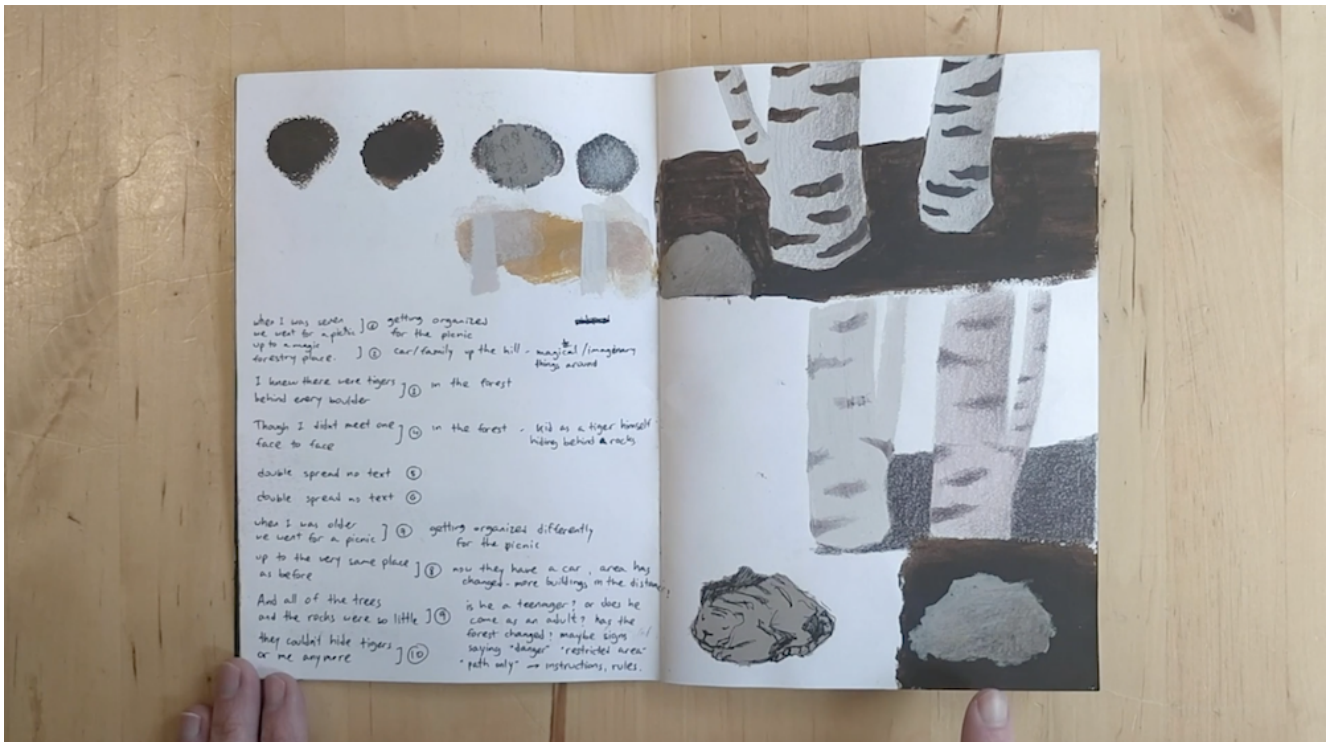 when I was seven
we went for a picnic ] ② getting organized
for the picnic
up to a magic
forestry place. ] ② car/family up the hill - magical/imaginary
things around
I knew there were tigers
behind every boulder ] ③ in the forest
Though I didn't meet one
face to face ] ④ in the forest - kid as a tiger himself
hiding behind rocks
double spread no text ⑤
double spread no text ⑥
when I was older
we went for a picnic ] ⑦ getting organized differently
for the picnic
up to the very same place
as before ] ⑧ now they have a car, area has
changed - more buildings in the distance?
And all of the trees
and the rocks were so little ] ⑨ is he a teenager? or does he
come as an adult? has the
forest changed? maybe signs
they couldn't hide tigers
or me anymore ] ⑩ saying "danger" "restricted area"
"path only" → instructions, rules.